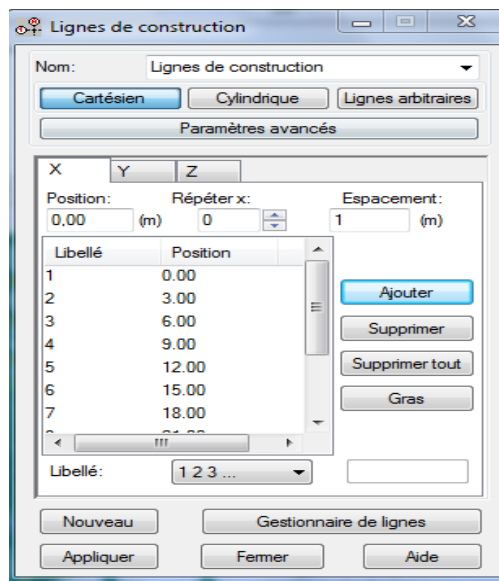 Lignes de construction
Nom: Lignes de construction
Cartésien Cylindrique Lignes arbitraires
Paramètres avancés
X Y Z
Position: Répéter x: Espacement:
0,00 (m) 0 1 (m)
Libellé Position
1 0.00
2 3.00
3 6.00
4 9.00
5 12.00
6 15.00
7 18.00
Ajouter
Supprimer
Supprimer tout
Gras
Libellé: 1 2 3 ...
Nouveau Gestionnaire de lignes
Appliquer Fermer Aide